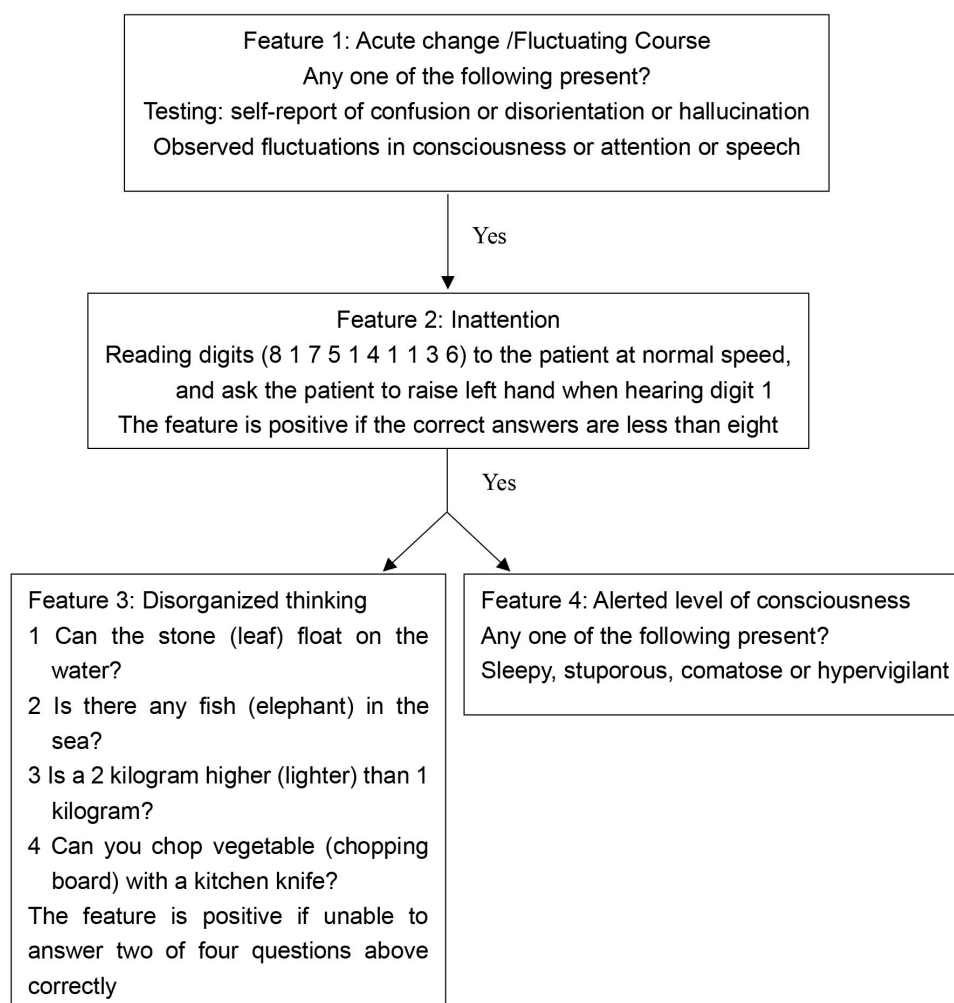 Feature 1: Acute change /Fluctuating Course
Any one of the following present?
Testing: self-report of confusion or disorientation or hallucination
Observed fluctuations in consciousness or attention or speech
Yes
Feature 2: Inattention
Reading digits (8 1 7 5 1 4 1 1 3 6) to the patient at normal speed,
and ask the patient to raise left hand when hearing digit 1
The feature is positive if the correct answers are less than eight
Yes
Feature 3: Disorganized thinking
1 Can the stone (leaf) float on the
water?
2 Is there any fish (elephant) in the
sea?
3 Is a 2 kilogram higher (lighter) than 1
kilogram?
4 Can you chop vegetable (chopping
board) with a kitchen knife?
The feature is positive if unable to
answer two of four questions above
correctly
Feature 4: Alerted level of consciousness
Any one of the following present?
Sleepy, stuporous, comatose or hypervigilant